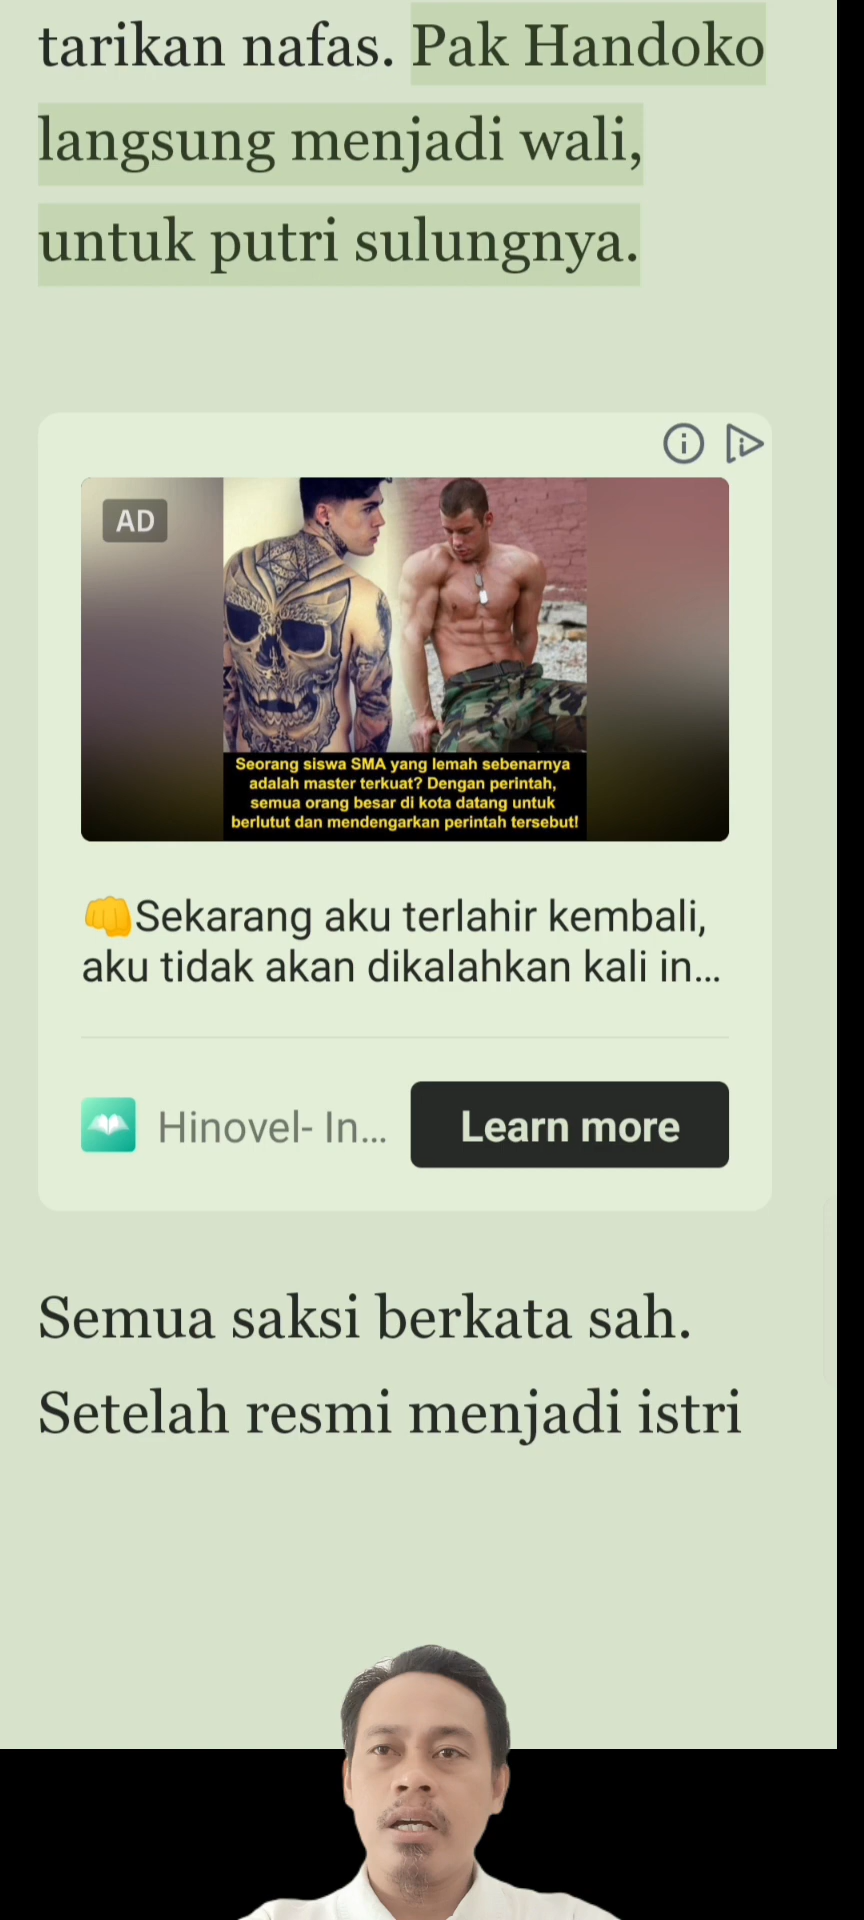 tarikan nafas. Pak Handoko
langsung menjadi wali,
untuk putri sulungnya.
AD
Seorang siswa SMA yang lemah sebenarnya
adalah master terkuat? Dengan perintah,
semua orang besar di kota datang untuk
berlutut dan mendengarkan perintah tersebut!
👊Sekarang aku terlahir kembali,
aku tidak akan dikalahkan kali in...
Hinovel- In...
Learn more
Semua saksi berkata sah.
Setelah resmi menjadi istri